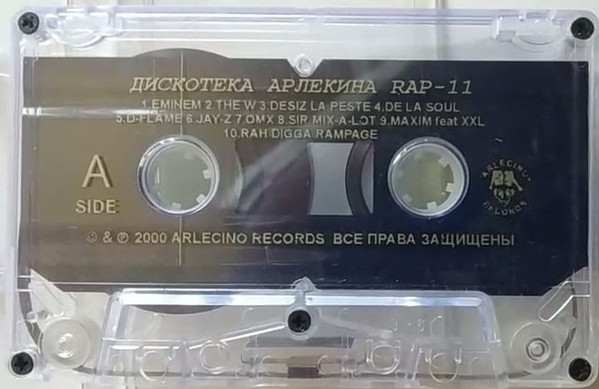 ДИСКОТЕКА АРЛЕКИНА RAP-11
1.EMINEM 2.THE W 3.DESIZ LA PESTE 4.DE LA SOUL
5.D-FLAME 6.JAY-Z 7.OMX 8.SIR MIX-A-LOT 9.MAXIM feat XXL
10.RAH DIGGA RAMPAGE
A
SIDE
ARLECINO
RECORDS
© & ℗ 2000 ARLECINO RECORDS ВСЕ ПРАВА ЗАЩИЩЕНЫ